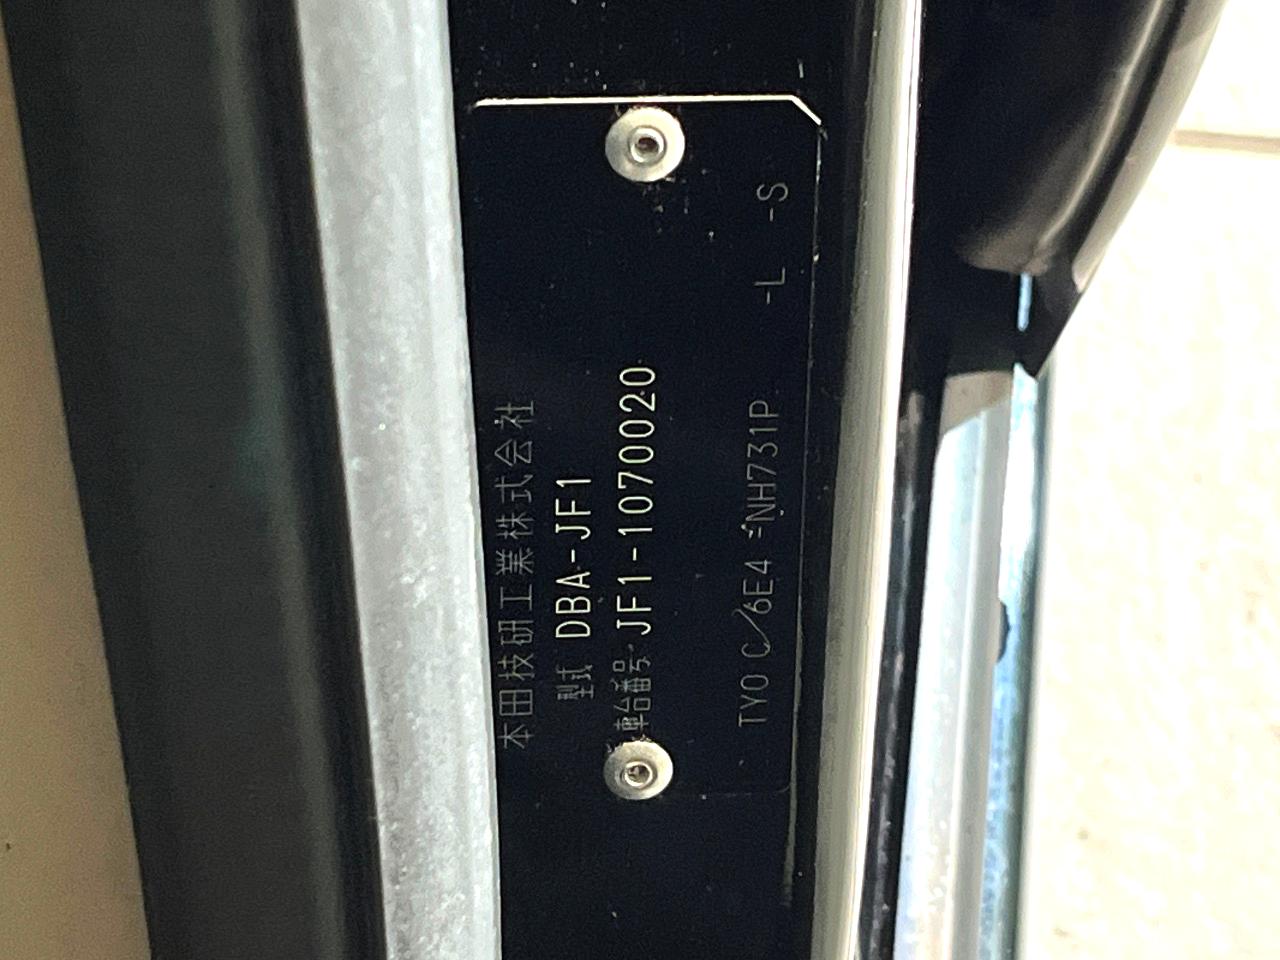 本田技研工業株式会社
型式 DBA-JF1
車台番号 JF1-1070020
TYO C/6E4 -NH731P -L -S